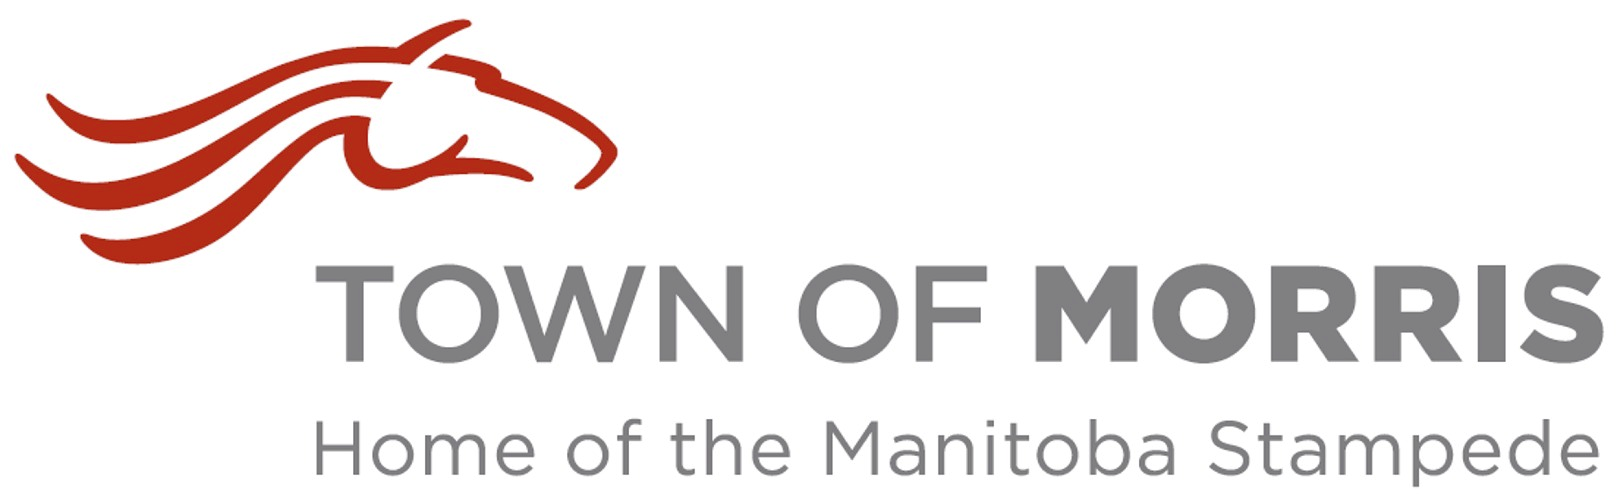 TOWN OF MORRIS
Home of the Manitoba Stampede